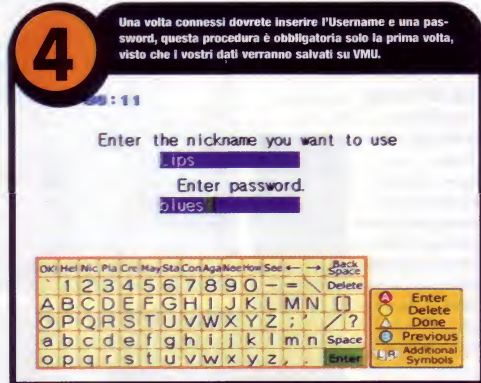 4
Una volta connessi dovrete inserire l'Username e una pas-
sword, questa procedura è obbligatoria solo la prima volta,
visto che i vostri dati verranno salvati su VMU.
:11
Enter the nickname you want to use
Lips
Enter password.
blues
OK! Hel Nic Pla Cre May Sta Con Aga Nee How See ← → Back Space
` 1 2 3 4 5 6 7 8 9 0 - = \ Delete
A B C D E F G H I J K L M N [ ]
O P Q R S T U V W X Y Z ; ' / ?
a b c d e f g h i j k l m n Space
o p q r s t u v w x y z , . Enter
A Enter
Delete
Done
B Previous
L R Additional
Symbols